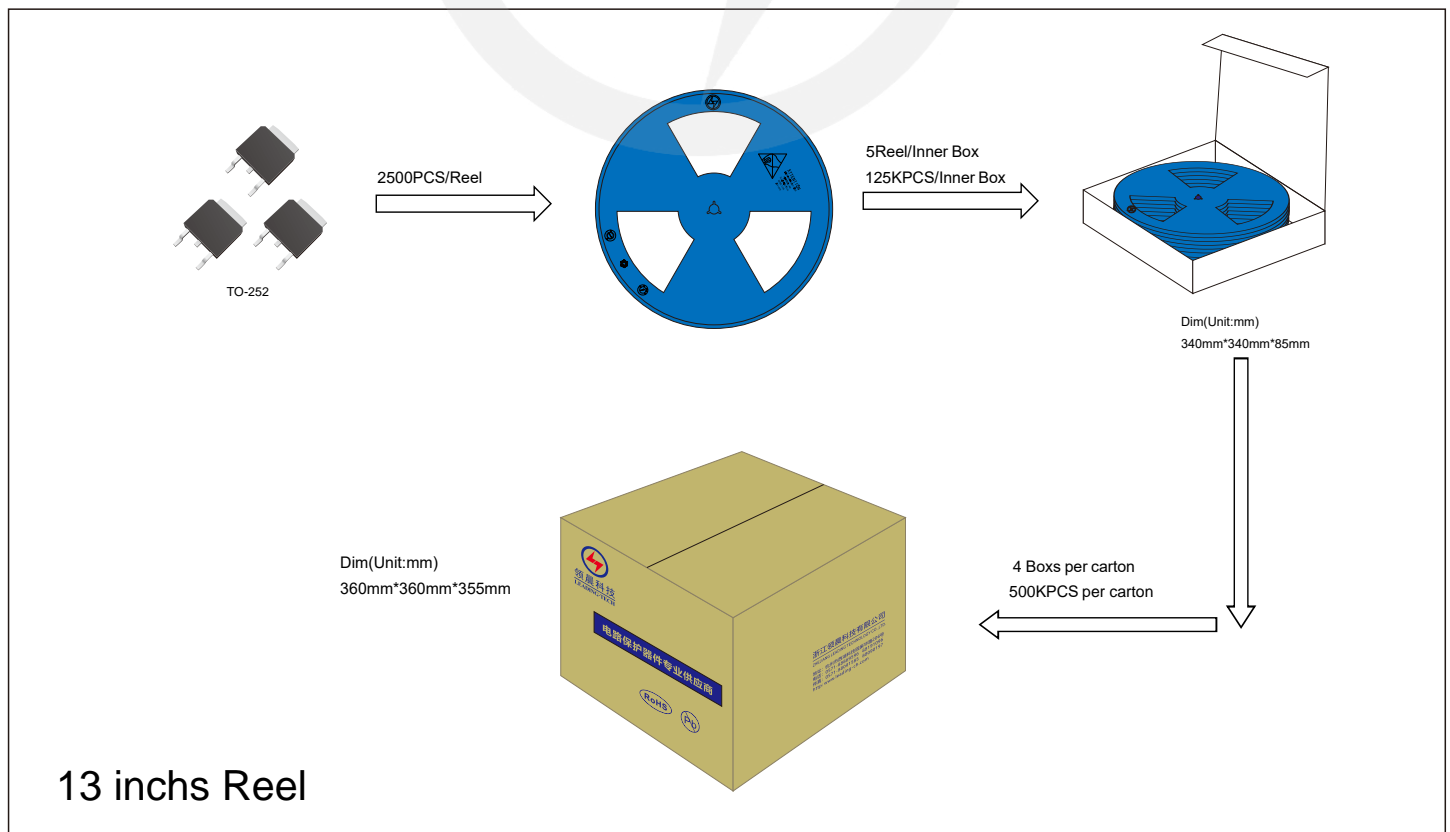 2500PCS/Reel
TO-252
5Reel/Inner Box
125KPCS/Inner Box
Dim(Unit:mm)
340mm*340mm*85mm
4 Boxs per carton
500KPCS per carton
Dim(Unit:mm)
360mm*360mm*355mm
领晨科技
LEADING-TECH
电路保护器件专业供应商
RoHS
Pb
浙江领晨科技有限公司
13 inchs Reel